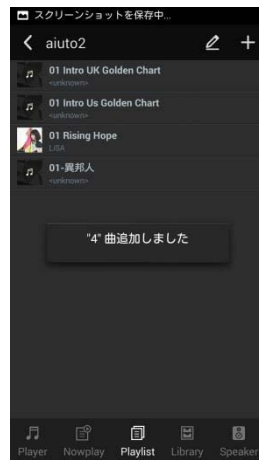 スクリーンショットを保存中...
aiuto2
01 Intro UK Golden Chart
<unknown>
01 Intro Us Golden Chart
<unknown>
01 Rising Hope
LiSA
01-異邦人
<unknown>
"4" 曲追加しました
Player Nowplay Playlist Library Speaker